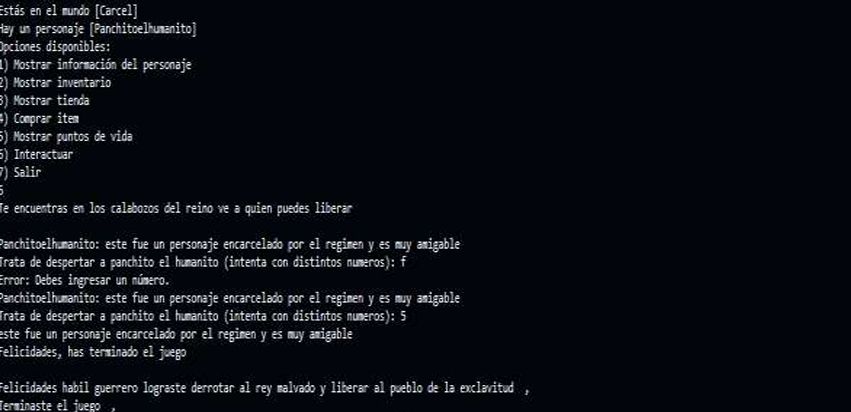 Estás en el mundo [Carcel]
Hay un personaje [Panchitoelhumanito]
Opciones disponibles:
1) Mostrar información del personaje
2) Mostrar inventario
3) Mostrar tienda
4) Comprar item
5) Mostrar puntos de vida
6) Interactuar
7) Salir
6
Te encuentras en los calabozos del reino ve a quien puedes liberar
Panchitoelhumanito: este fue un personaje encarcelado por el regimen y es muy amigable
Trata de despertar a panchito el humanito (intenta con distintos numeros): f
Error: Debes ingresar un número.
Panchitoelhumanito: este fue un personaje encarcelado por el regimen y es muy amigable
Trata de despertar a panchito el humanito (intenta con distintos numeros): 5
este fue un personaje encarcelado por el regimen y es muy amigable
Felicidades, has terminado el juego
Felicidades habil guerrero lograste derrotar al rey malvado y liberar al pueblo de la exclavitud ,
Terminaste el juego ,